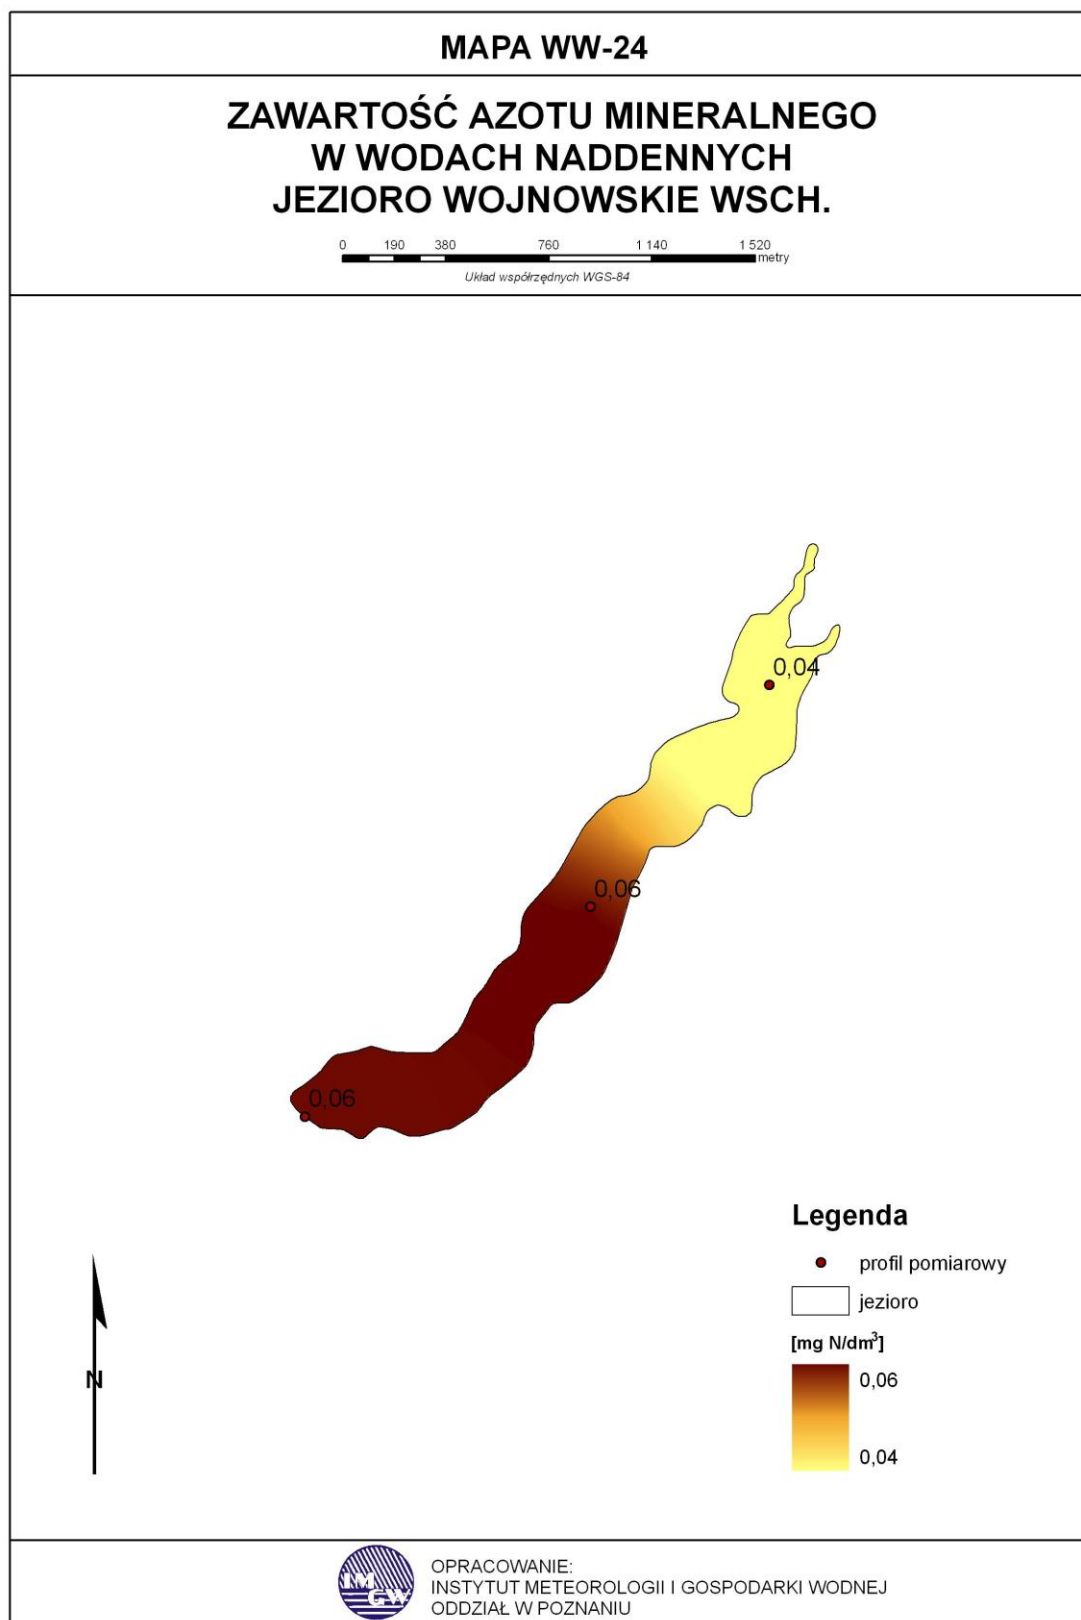 MAPA WW-24
ZAWARTOŚĆ AZOTU MINERALNEGO
W WODACH NADDENNYCH
JEZIORO WOJNOWSKIE WSCH.
0 190 380 760 1 140 1 520
metry
Układ współrzędnych WGS-84
0,04
0,06
0,06
Legenda
profil pomiarowy
jezioro
[mg N/dm³]
0,06
0,04
N
IM
GW
OPRACOWANIE:
INSTYTUT METEOROLOGII I GOSPODARKI WODNEJ
ODDZIAŁ W POZNANIU